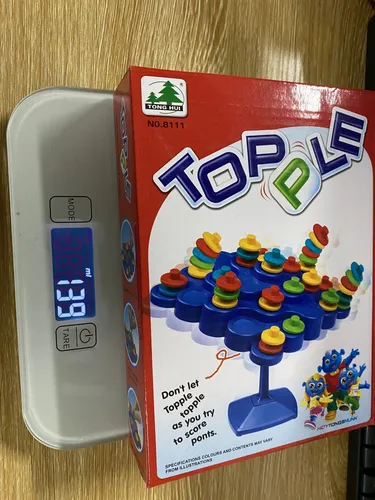 TONG HUI
NO.8111
TOPPLE
MODE
ml
139
TARE
Don't let
Topple
topple
as you try
to score
ponts.
HOTTONGSHUNK
SPECIFICATIONS COLOURS AND CONTENTS MAY VARY
FROM ILLUSTRATIONS